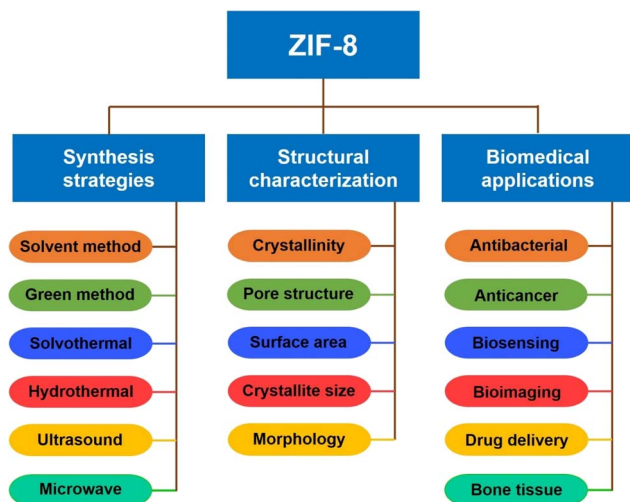 ZIF-8
Synthesis
strategies
Structural
characterization
Biomedical
applications
Solvent method
Green method
Solvothermal
Hydrothermal
Ultrasound
Microwave
Crystallinity
Pore structure
Surface area
Crystallite size
Morphology
Antibacterial
Anticancer
Biosensing
Bioimaging
Drug delivery
Bone tissue